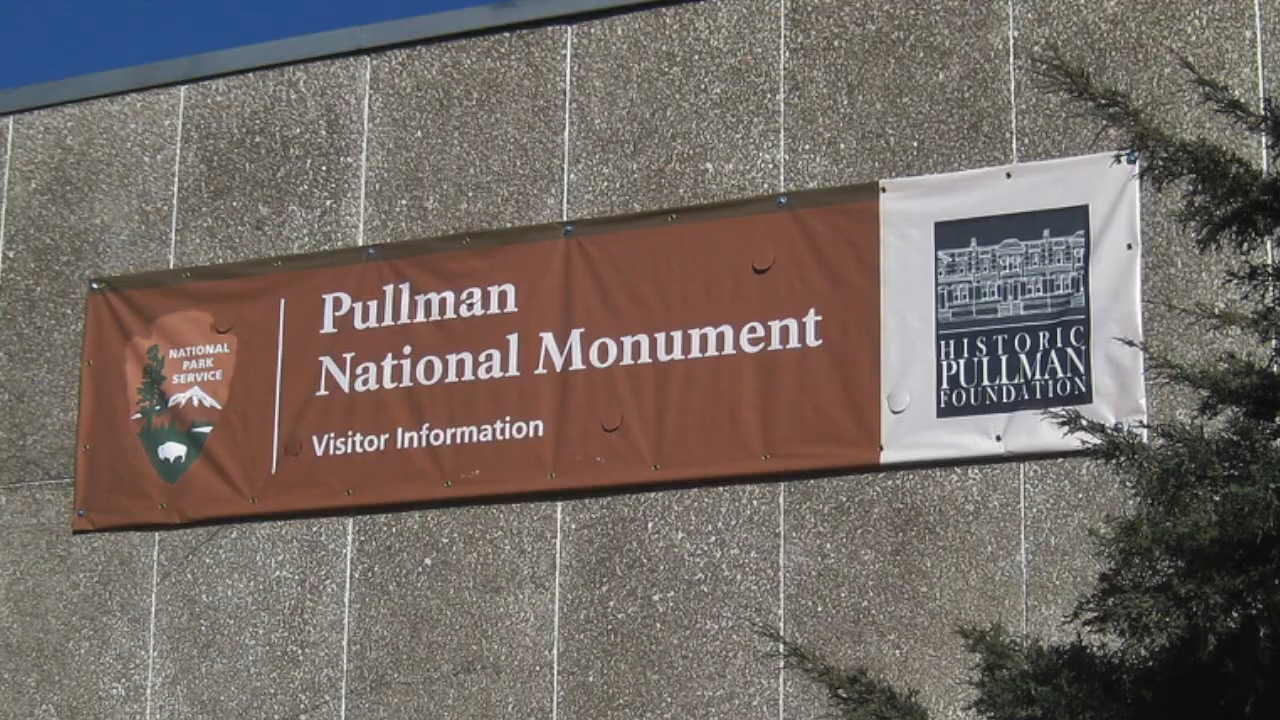 NATIONAL
PARK
SERVICE
Pullman
National Monument
Visitor Information
HISTORIC
PULLMAN
FOUNDATION